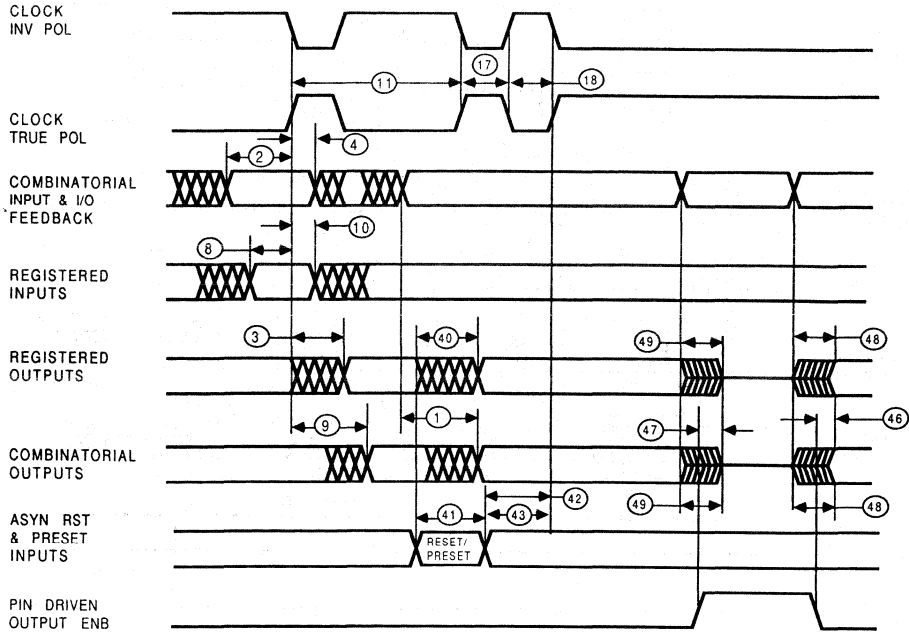 CLOCK
INV POL
17
11
18
CLOCK
TRUE POL
4
2
COMBINATORIAL
INPUT & I/O
FEEDBACK
10
8
REGISTERED
INPUTS
3
40
49
48
REGISTERED
OUTPUTS
1
9
47
46
COMBINATORIAL
OUTPUTS
42
41
43
49
48
ASYN RST
& PRESET
INPUTS
RESET/
PRESET
PIN DRIVEN
OUTPUT ENB